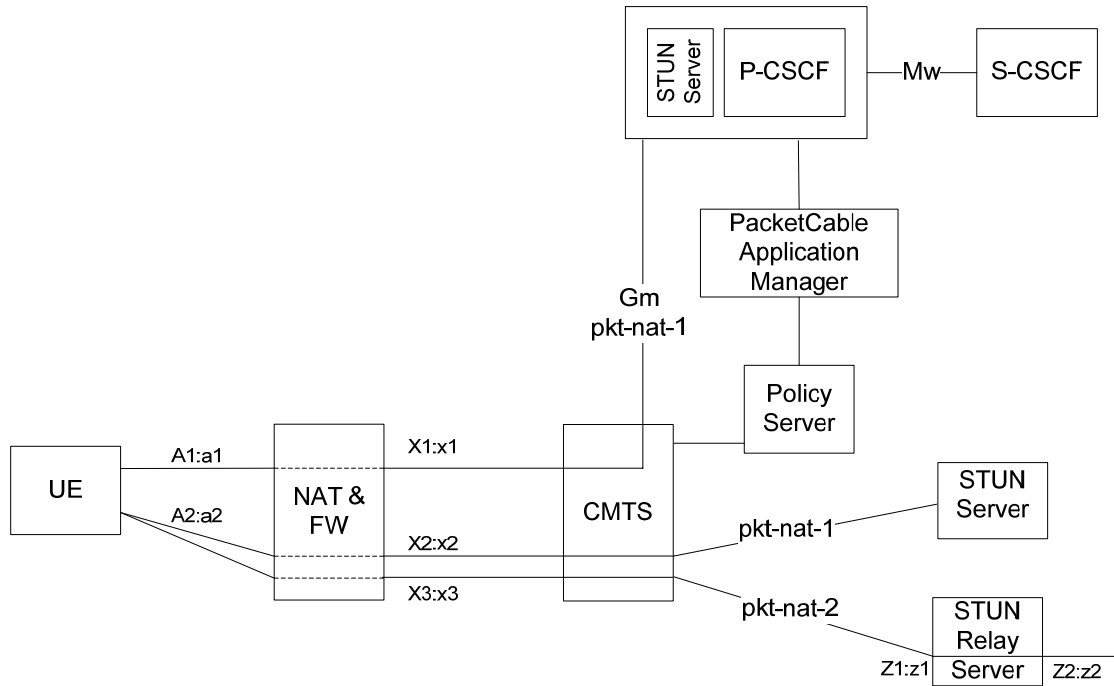 STUN
Server
P-CSCF
Mw
S-CSCF
PacketCable
Application
Manager
Gm
pkt-nat-1
Policy
Server
UE
A1:a1
A2:a2
NAT &
FW
X1:x1
X2:x2
X3:x3
CMTS
pkt-nat-1
STUN
Server
pkt-nat-2
STUN
Relay
Server
Z1:z1
Z2:z2